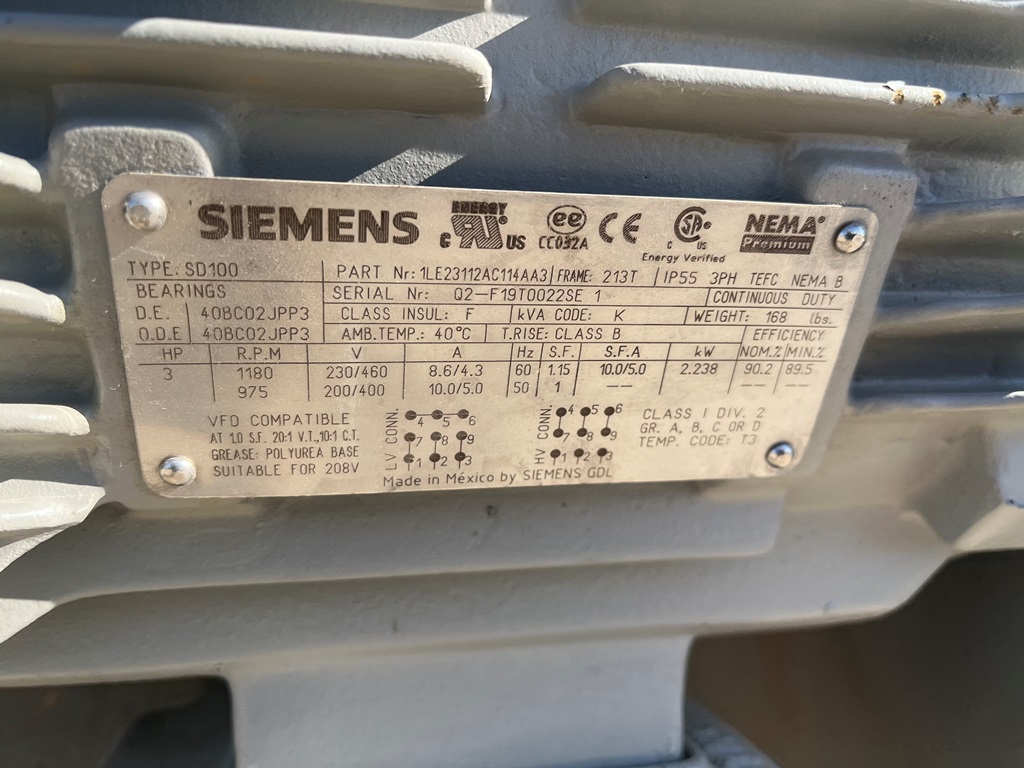 SIEMENS
ENERGY
C UR® US
ee
CC032A
CE
SA®
C US
Energy Verified
NEMA®
Premium
TYPE: SD100
PART Nr: 1LE23112AC114AA3 FRAME: 213T IP55 3PH TEFC NEMA B
BEARINGS
SERIAL Nr: Q2-F19T0022SE 1 CONTINUOUS DUTY
D.E. 40BC02JPP3 CLASS INSUL: F kVA CODE: K WEIGHT: 168 lbs.
O.D.E 40BC02JPP3 AMB.TEMP.: 40°C T.RISE: CLASS B EFFICIENCY
HP R.P.M V A Hz S.F. S.F.A kW NOM.% MIN.%
3 1180 230/460 8.6/4.3 60 1.15 10.0/5.0 2.238 90.2 89.5
975 200/400 10.0/5.0 50 1 -- --
VFD COMPATIBLE
AT 1.0 S.F. 20:1 V.T.,10:1 C.T.
GREASE: POLYUREA BASE
SUITABLE FOR 208V
LV CONN.
4 5 6
7 8 9
1 2 3
HV CONN.
4 5 6
7 8 9
1 2 3
CLASS I DIV. 2
GR. A, B, C OR D
TEMP. CODE: T3
Made in México by SIEMENS GDL